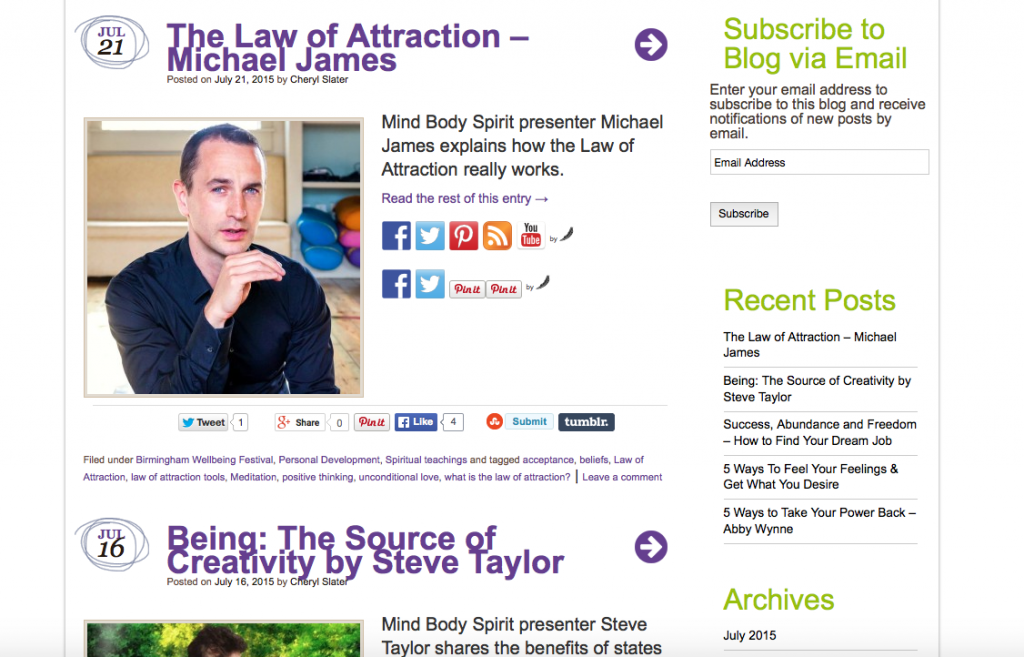 JUL
21
The Law of Attraction –
Michael James
Posted on July 21, 2015 by Cheryl Slater
Mind Body Spirit presenter Michael
James explains how the Law of
Attraction really works.
Read the rest of this entry →
You
Tube
by
Pinit Pinit by
Tweet 1 Share 0 Pinit Like 4 Submit tumblr.
Filed under Birmingham Wellbeing Festival, Personal Development, Spiritual teachings and tagged acceptance, beliefs, Law of
Attraction, law of attraction tools, Meditation, positive thinking, unconditional love, what is the law of attraction? | Leave a comment
JUL
16
Being: The Source of
Creativity by Steve Taylor
Posted on July 16, 2015 by Cheryl Slater
Mind Body Spirit presenter Steve
Taylor shares the benefits of states
Subscribe to
Blog via Email
Enter your email address to
subscribe to this blog and receive
notifications of new posts by
email.
Email Address
Subscribe
Recent Posts
The Law of Attraction – Michael
James
Being: The Source of Creativity by
Steve Taylor
Success, Abundance and Freedom
– How to Find Your Dream Job
5 Ways To Feel Your Feelings &
Get What You Desire
5 Ways to Take Your Power Back –
Abby Wynne
Archives
July 2015